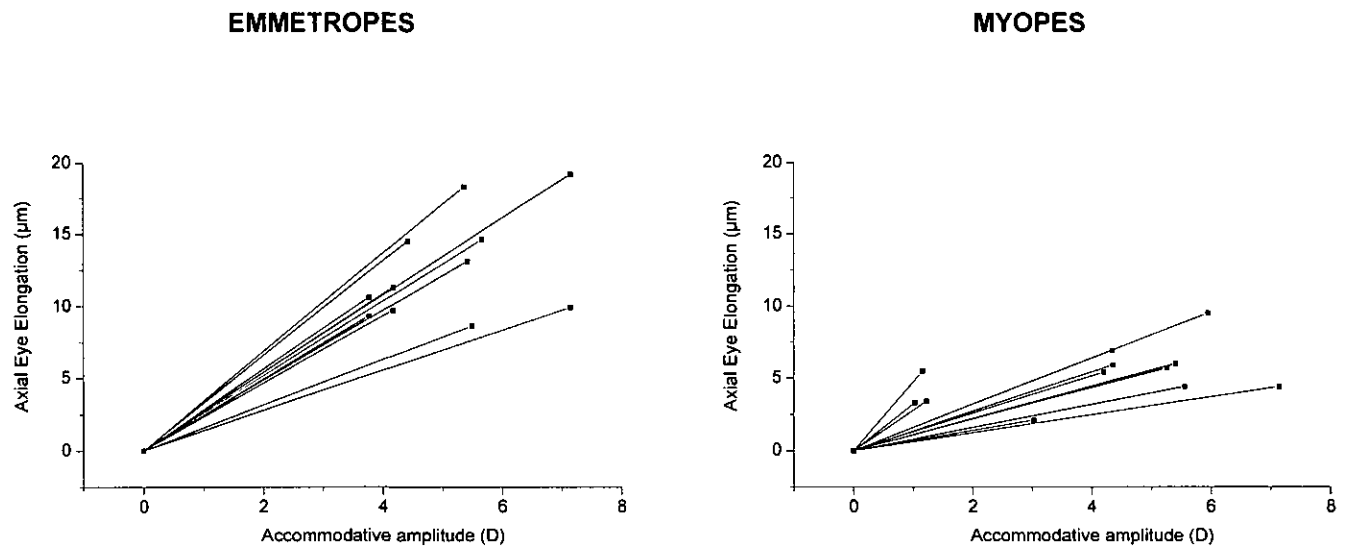 EMMETROPES
20
15
10
5
0
Axial Eye Elongation (µm)
0 2 4 6 8
Accommodative amplitude (D)
MYOPES
20
15
10
5
0
Axial Eye Elongation (µm)
0 2 4 6 8
Accommodative amplitude (D)